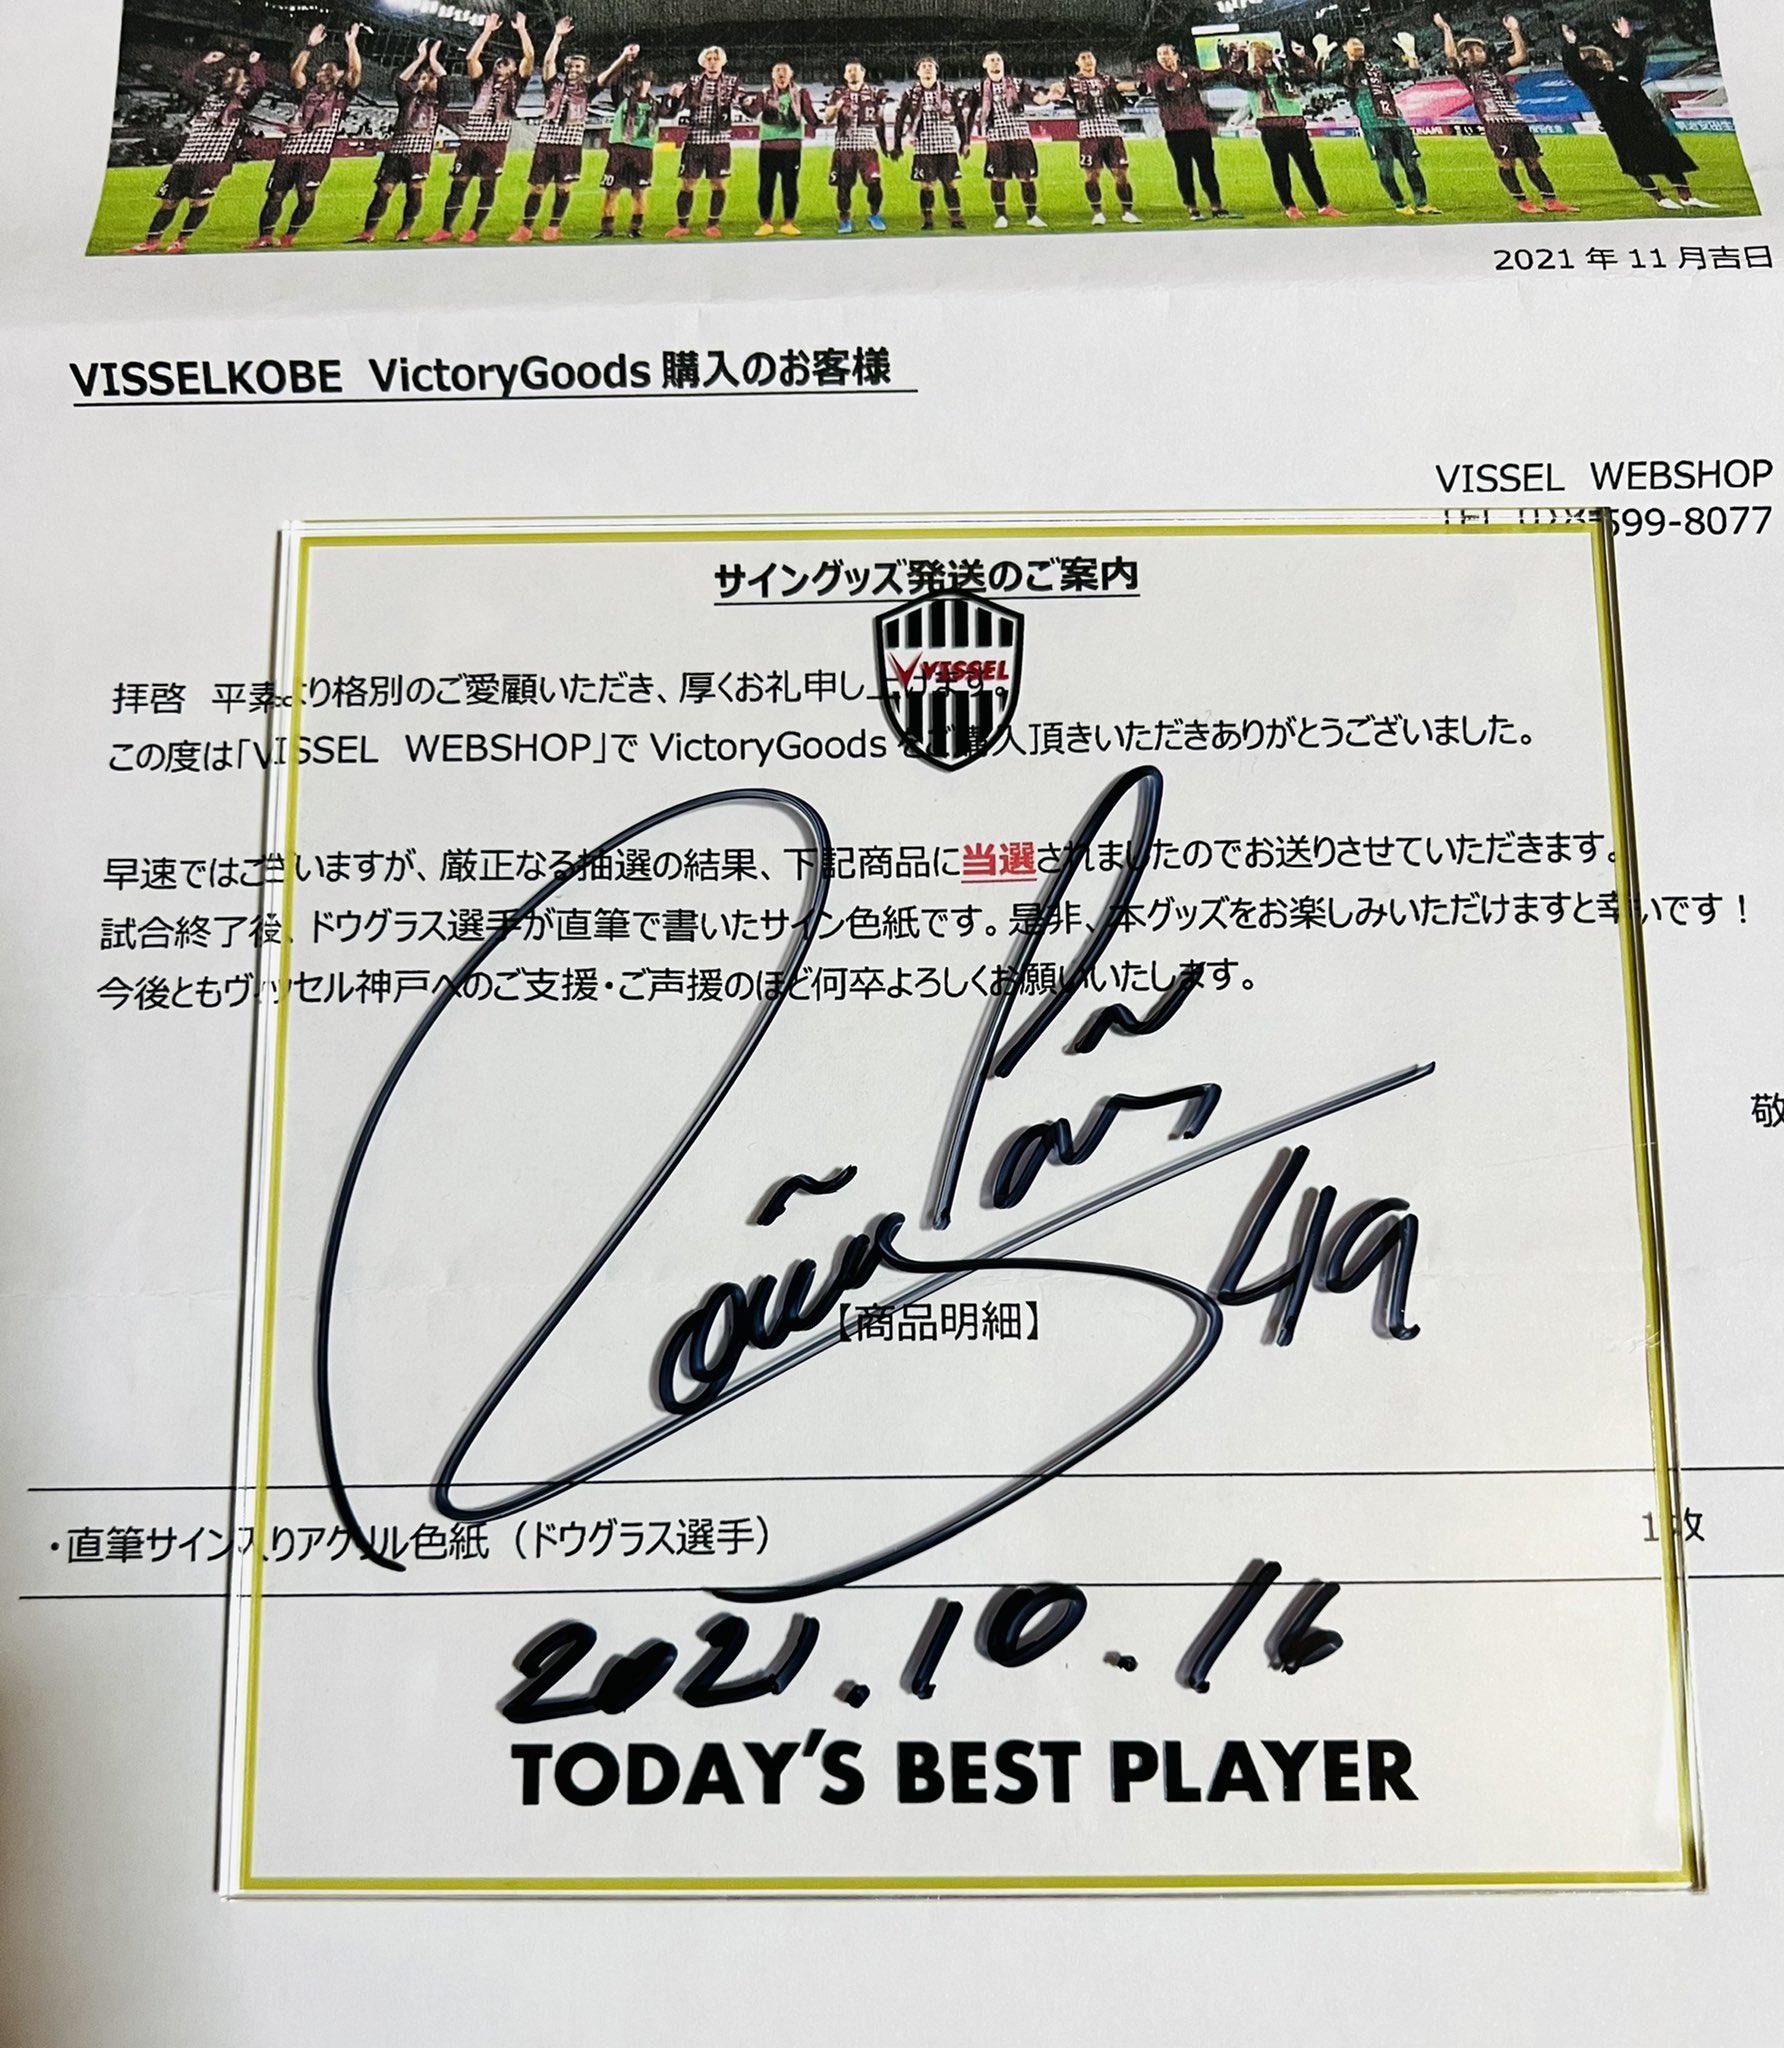 2021 年 11 月吉日
VISSELKOBE VictoryGoods 購入のお客様
VISSEL WEBSHOP
599-8077
サイングッズ発送のご案内
VISSEL
拝啓 平素より格別のご愛顧いただき、厚くお礼申し上げます。
この度は「VISSEL WEBSHOP」で VictoryGoods をご購入頂きいただきありがとうございました。
早速ではございますが、厳正なる抽選の結果、下記商品に当選されましたのでお送りさせていただきます。
試合終了後、ドウグラス選手が直筆で書いたサイン色紙です。是非、本グッズをお楽しみいただけますと幸いです！
今後ともヴィッセル神戸へのご支援・ご声援のほど何卒よろしくお願いいたします。
敬
49
【商品明細】
・直筆サイン入りアクリル色紙（ドウグラス選手） 1 枚
2021.10.16
TODAY'S BEST PLAYER